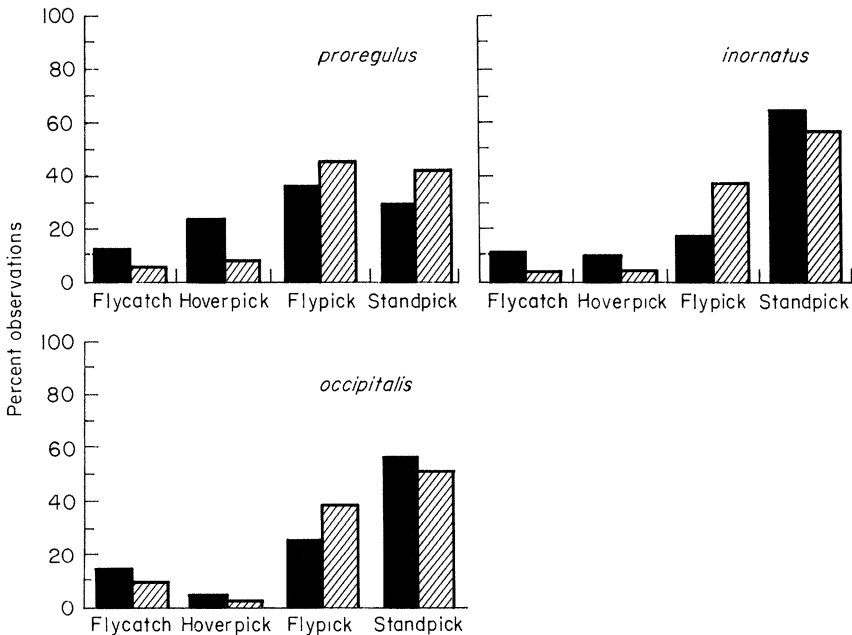 100
80
60
40
20
0
proregulus
Flycatch Hoverpick Flypick Standpick
inornatus
Flycatch Hoverpick Flypick Standpick
Percent observations
100
80
60
40
20
0
occipitalis
Flycatch Hoverpick Flypick Standpick